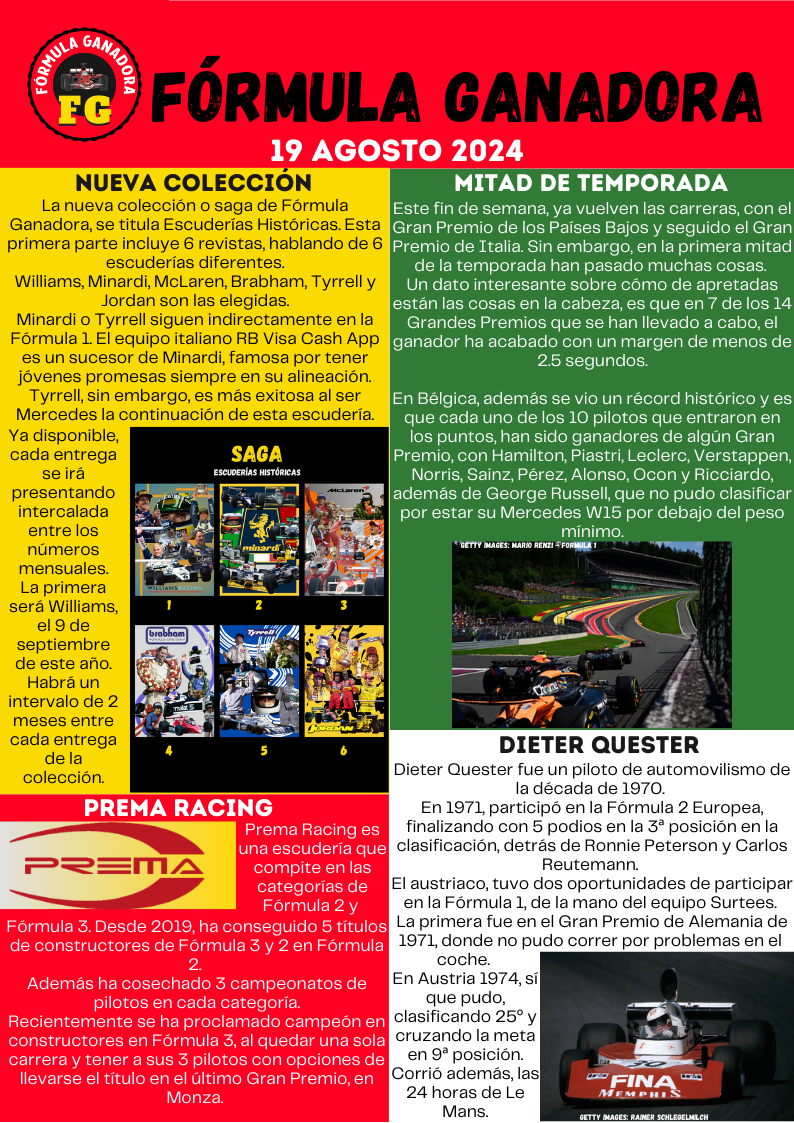 FÓRMULA GANADORA
FG
FÓRMULA GANADORA
19 AGOSTO 2024
NUEVA COLECCIÓN
La nueva colección o saga de Fórmula
Ganadora, se titula Escuderías Históricas. Esta
primera parte incluye 6 revistas, hablando de 6
escuderías diferentes.
Williams, Minardi, McLaren, Brabham, Tyrrell y
Jordan son las elegidas.
Minardi o Tyrrell siguen indirectamente en la
Fórmula 1. El equipo italiano RB Visa Cash App
es un sucesor de Minardi, famosa por tener
jóvenes promesas siempre en su alineación.
Tyrrell, sin embargo, es más exitosa al ser
Mercedes la continuación de esta escudería.
Ya disponible,
cada entrega
se irá
presentando
intercalada
entre los
números
mensuales.
La primera
será Williams,
el 9 de
septiembre
de este año.
Habrá un
intervalo de 2
meses entre
cada entrega
de la
colección.
SAGA
ESCUDERÍAS HISTÓRICAS
WILLIAMS RACING
minardi
McLaren
1
2
3
brabham
Tyrrell
JORDAN
4
5
6
PREMA RACING
PREMA
Prema Racing es
una escudería que
compite en las
categorías de
Fórmula 2 y
Fórmula 3. Desde 2019, ha conseguido 5 títulos
de constructores de Fórmula 3 y 2 en Fórmula
2.
Además ha cosechado 3 campeonatos de
pilotos en cada categoría.
Recientemente se ha proclamado campeón en
constructores en Fórmula 3, al quedar una sola
carrera y tener a sus 3 pilotos con opciones de
llevarse el título en el último Gran Premio, en
Monza.
MITAD DE TEMPORADA
Este fin de semana, ya vuelven las carreras, con el
Gran Premio de los Países Bajos y seguido el Gran
Premio de Italia. Sin embargo, en la primera mitad
de la temporada han pasado muchas cosas.
Un dato interesante sobre cómo de apretadas
están las cosas en la cabeza, es que en 7 de los 14
Grandes Premios que se han llevado a cabo, el
ganador ha acabado con un margen de menos de
2.5 segundos.
En Bélgica, además se vio un récord histórico y es
que cada uno de los 10 pilotos que entraron en
los puntos, han sido ganadores de algún Gran
Premio, con Hamilton, Piastri, Leclerc, Verstappen,
Norris, Sainz, Pérez, Alonso, Ocon y Ricciardo,
además de George Russell, que no pudo clasificar
por estar su Mercedes W15 por debajo del peso
mínimo.
GETTY IMAGES: MARIO RENZI - FORMULA 1
DIETER QUESTER
Dieter Quester fue un piloto de automovilismo de
la década de 1970.
En 1971, participó en la Fórmula 2 Europea,
finalizando con 5 podios en la 3ª posición en la
clasificación, detrás de Ronnie Peterson y Carlos
Reutemann.
El austriaco, tuvo dos oportunidades de participar
en la Fórmula 1, de la mano del equipo Surtees.
La primera fue en el Gran Premio de Alemania de
1971, donde no pudo correr por problemas en el
coche.
En Austria 1974, sí
que pudo,
clasificando 25º y
cruzando la meta
en 9ª posición.
Corrió además, las
24 horas de Le
Mans.
FINA
MEMPHIS
GETTY IMAGES: RAINER SCHLEGELMILCH